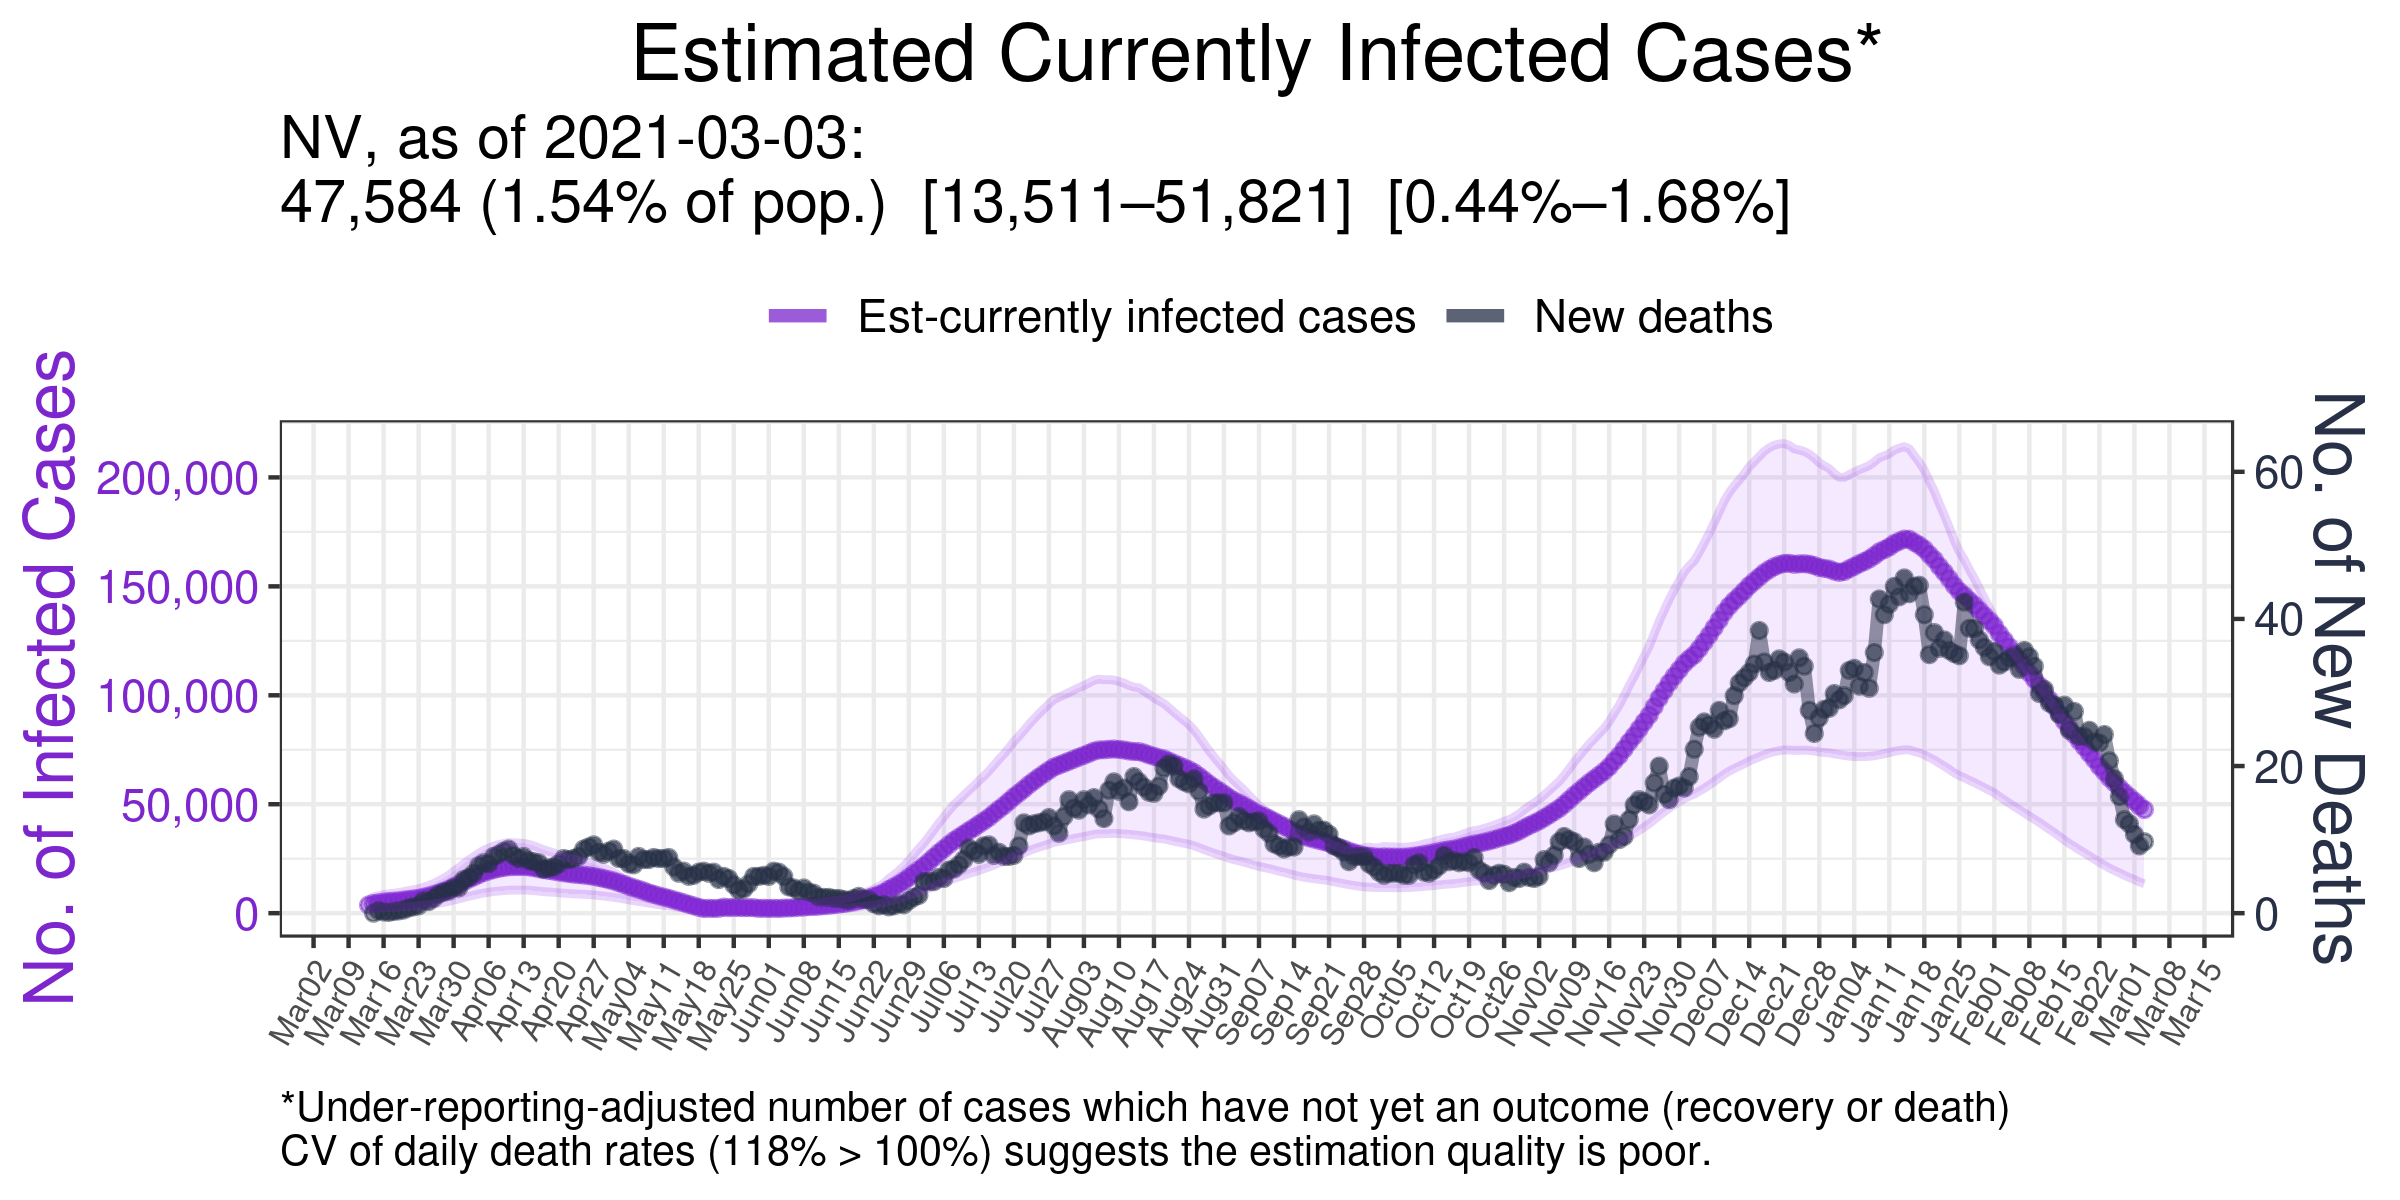 Estimated Currently Infected Cases*
NV, as of 2021-03-03:
47,584 (1.54% of pop.) [13,511–51,821] [0.44%–1.68%]
Est-currently infected cases
New deaths
No. of Infected Cases
200,000
150,000
100,000
50,000
0
60
40
20
0
No. of New Deaths
Mar02
Mar09
Mar16
Mar23
Mar30
Apr06
Apr13
Apr20
Apr27
May04
May11
May18
May25
Jun01
Jun08
Jun15
Jun22
Jun29
Jul06
Jul13
Jul20
Jul27
Aug03
Aug10
Aug17
Aug24
Aug31
Sep07
Sep14
Sep21
Sep28
Oct05
Oct12
Oct19
Oct26
Nov02
Nov09
Nov16
Nov23
Nov30
Dec07
Dec14
Dec21
Dec28
Jan04
Jan11
Jan18
Jan25
Feb01
Feb08
Feb15
Feb22
Mar01
Mar08
Mar15
*Under-reporting-adjusted number of cases which have not yet an outcome (recovery or death)
CV of daily death rates (118% > 100%) suggests the estimation quality is poor.